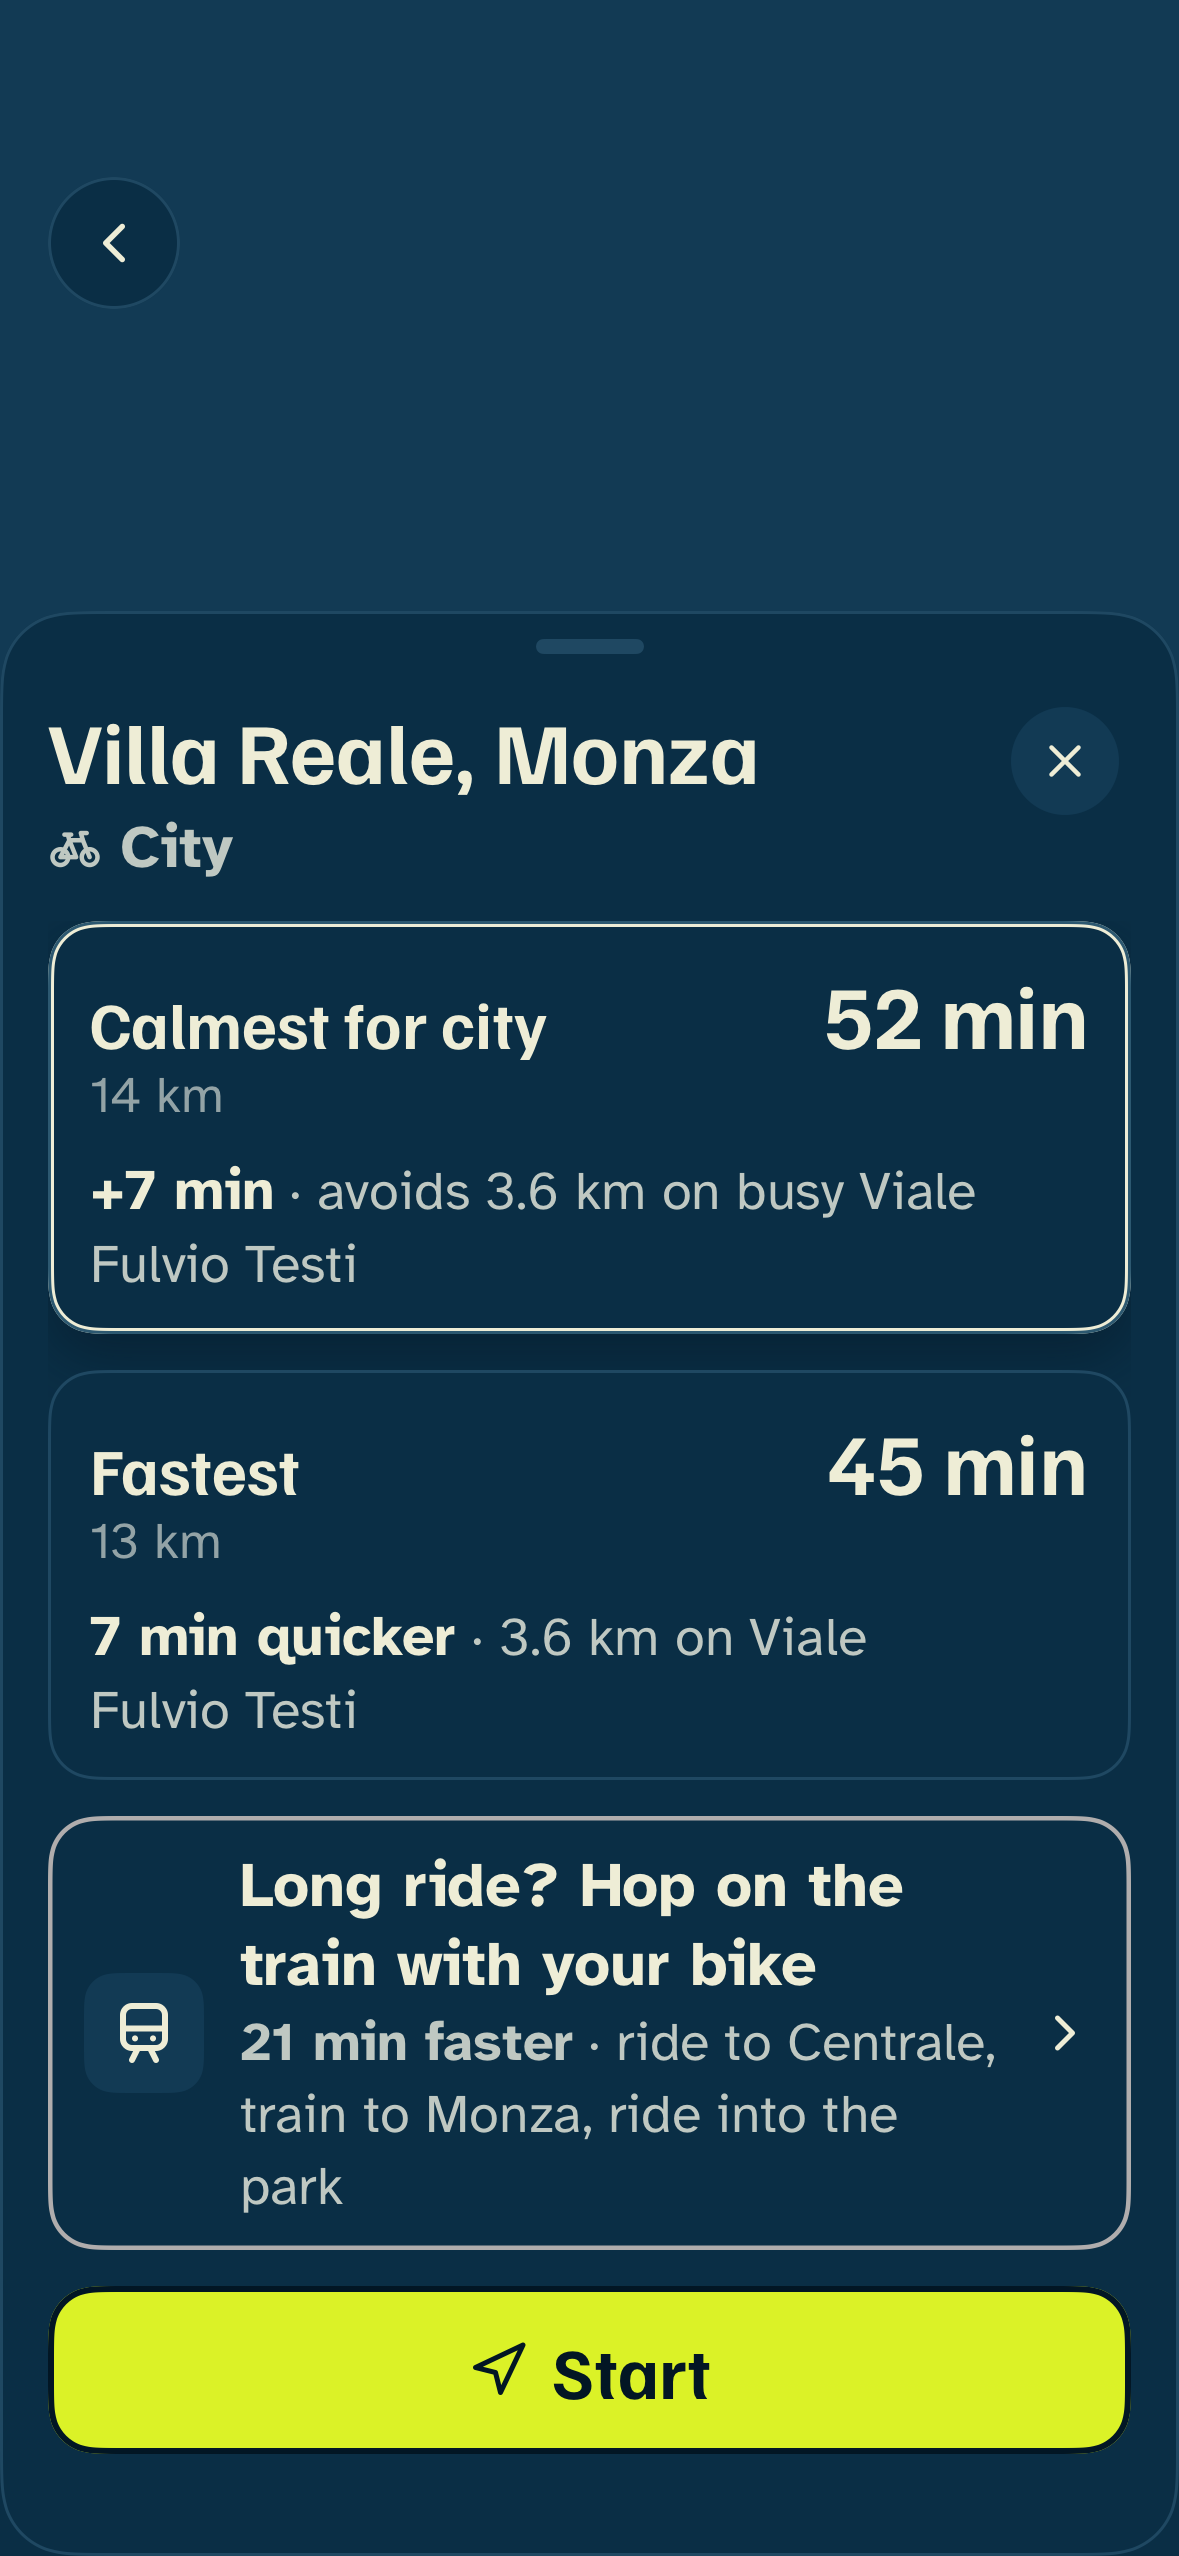 Villa Reale, Monza
City
Calmest for city
52 min
14 km
+7 min · avoids 3.6 km on busy Viale
Fulvio Testi
Fastest
45 min
13 km
7 min quicker · 3.6 km on Viale
Fulvio Testi
Long ride? Hop on the
train with your bike
21 min faster · ride to Centrale,
train to Monza, ride into the
park
Start